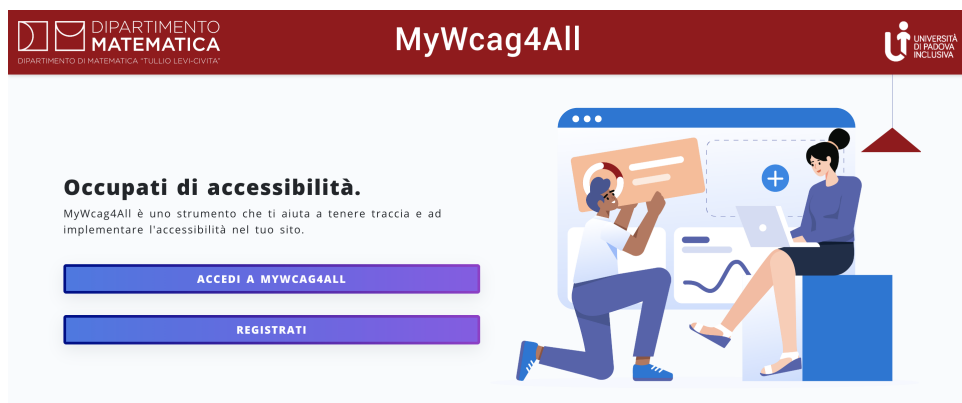 DIPARTIMENTO
MATEMATICA
DIPARTIMENTO DI MATEMATICA "TULLIO LEVI-CIVITA"
MyWcag4All
UNIVERSITÀ
DI PADOVA
INCLUSIVA
Occupati di accessibilità.
MyWcag4All è uno strumento che ti aiuta a tenere traccia e ad
implementare l'accessibilità nel tuo sito.
ACCEDI A MYWCAG4ALL
REGISTRATI